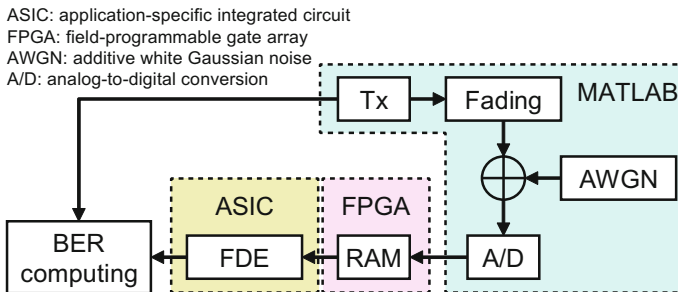 ASIC: application-specific integrated circuit
FPGA: field-programmable gate array
AWGN: additive white Gaussian noise
A/D: analog-to-digital conversion
Tx
Fading
MATLAB
AWGN
ASIC
FPGA
BER
computing
FDE
RAM
A/D